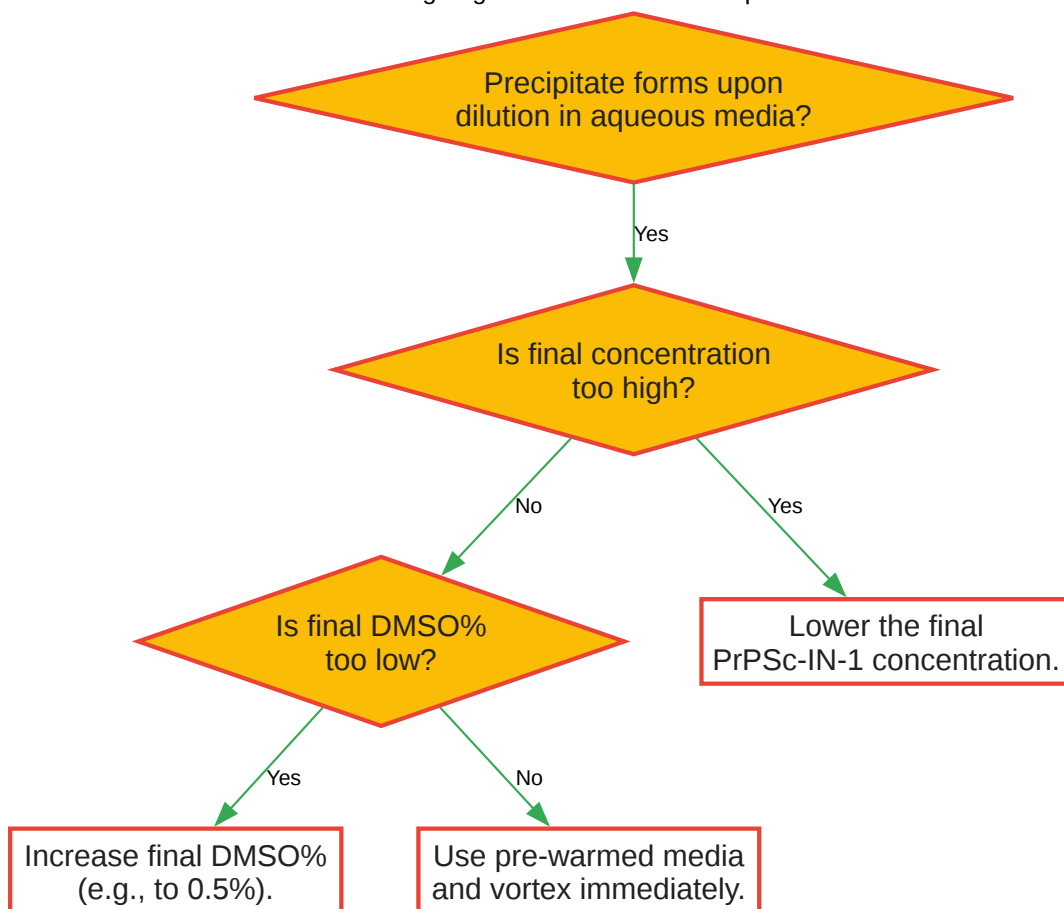 Precipitate forms upon
dilution in aqueous media?
Yes
Is final concentration
too high?
No
Yes
Is final DMSO%
too low?
Lower the final
PrPSc-IN-1 concentration.
Yes
No
Increase final DMSO%
(e.g., to 0.5%).
Use pre-warmed media
and vortex immediately.